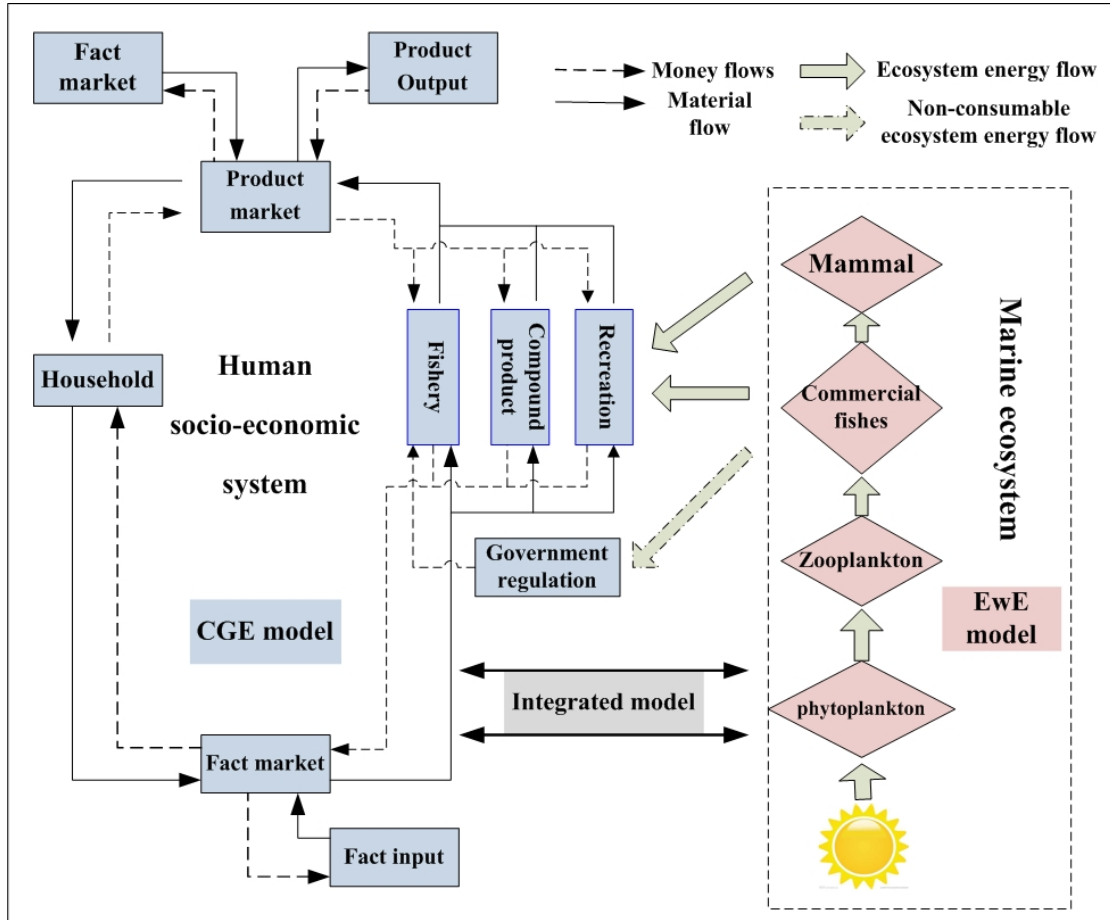 Fact
market
Product
Output
Money flows
Material
flow
Ecosystem energy flow
Non-consumable
ecosystem energy flow
Product
market
Household
Human
socio-economic
system
Fishery
Compound
product
Recreation
Government
regulation
CGE model
Integrated model
Fact market
Fact input
Mammal
Commercial
fishes
Zooplankton
phytoplankton
Marine ecosystem
EwE
model